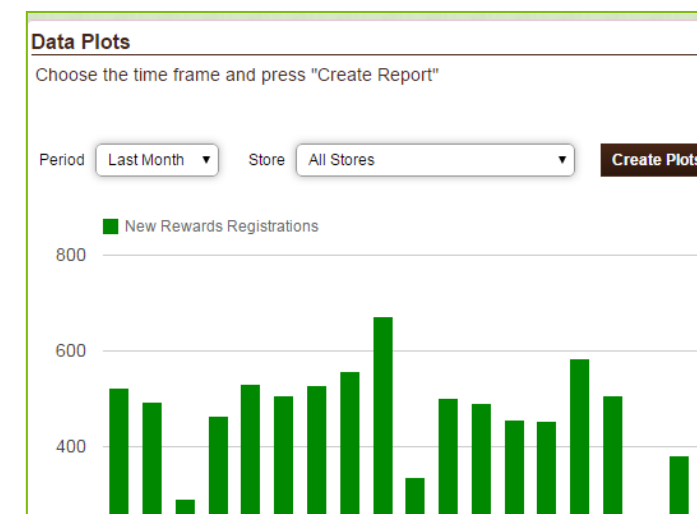 Data Plots
Choose the time frame and press "Create Report"
Period Last Month Store All Stores Create Plots
New Rewards Registrations
800
600
400